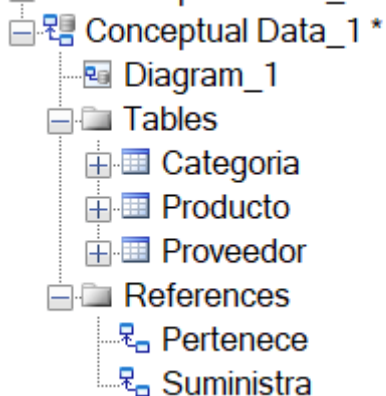 Conceptual Data_1 *
Diagram_1
Tables
Categoria
Producto
Proveedor
References
Pertenece
Suministra